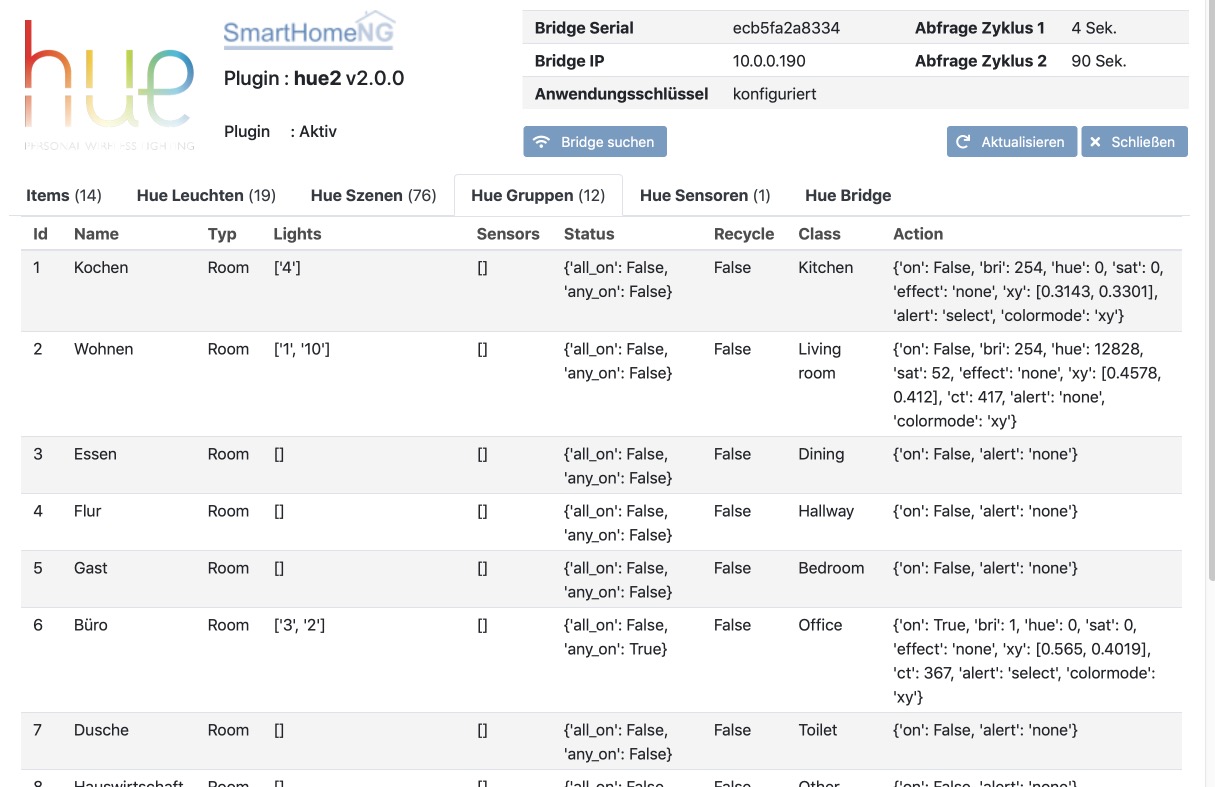 hue
PERSONAL WIRELESS LIGHTING
SmartHomeNG
Plugin : hue2 v2.0.0
Plugin : Aktiv
Bridge Serial ecb5fa2a8334 Abfrage Zyklus 1 4 Sek.
Bridge IP 10.0.0.190 Abfrage Zyklus 2 90 Sek.
Anwendungsschlüssel konfiguriert
Bridge suchen Aktualisieren Schließen
Items (14) Hue Leuchten (19) Hue Szenen (76) Hue Gruppen (12) Hue Sensoren (1) Hue Bridge
Id Name Typ Lights Sensors Status Recycle Class Action
1 Kochen Room ['4'] [] {'all_on': False, False Kitchen {'on': False, 'bri': 254, 'hue': 0, 'sat': 0,
'any_on': False} 'effect': 'none', 'xy': [0.3143, 0.3301],
'alert': 'select', 'colormode': 'xy'}
2 Wohnen Room ['1', '10'] [] {'all_on': False, False Living {'on': False, 'bri': 254, 'hue': 12828,
'any_on': False} room 'sat': 52, 'effect': 'none', 'xy': [0.4578,
0.412], 'ct': 417, 'alert': 'none',
'colormode': 'xy'}
3 Essen Room [] [] {'all_on': False, False Dining {'on': False, 'alert': 'none'}
'any_on': False}
4 Flur Room [] [] {'all_on': False, False Hallway {'on': False, 'alert': 'none'}
'any_on': False}
5 Gast Room [] [] {'all_on': False, False Bedroom {'on': False, 'alert': 'none'}
'any_on': False}
6 Büro Room ['3', '2'] [] {'all_on': False, False Office {'on': True, 'bri': 1, 'hue': 0, 'sat': 0,
'any_on': True} 'effect': 'none', 'xy': [0.565, 0.4019],
'ct': 367, 'alert': 'select', 'colormode':
'xy'}
7 Dusche Room [] [] {'all_on': False, False Toilet {'on': False, 'alert': 'none'}
'any_on': False}
8 Hauswirtschaft Room [] [] {'all_on': False, False Other {'on': False, 'alert': 'none'}